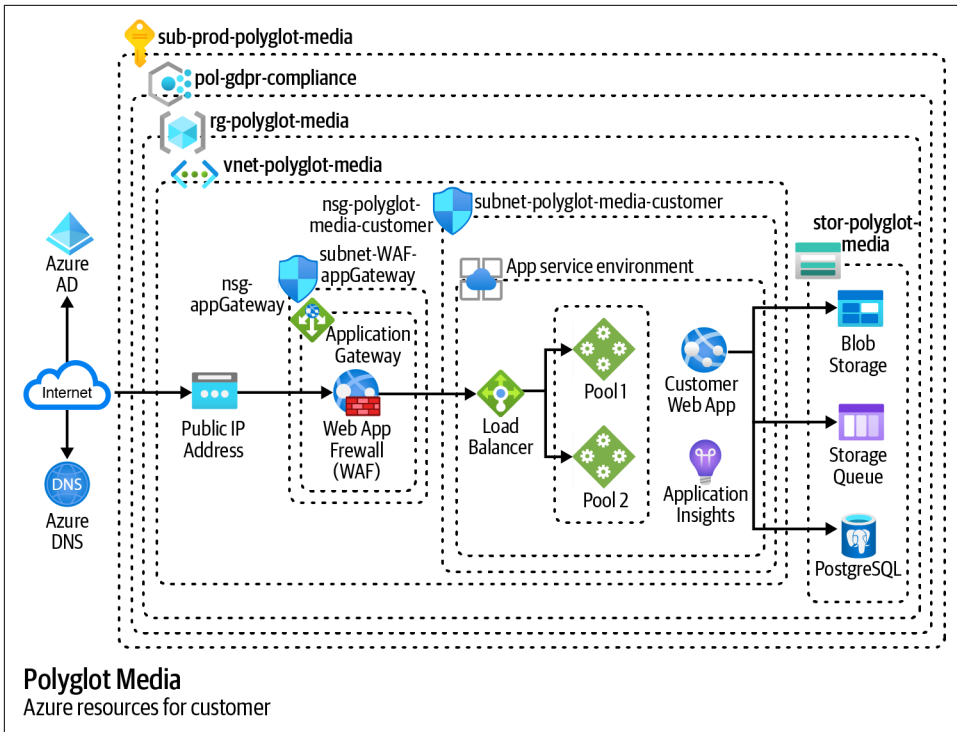 sub-prod-polyglot-media
pol-gdpr-compliance
rg-polyglot-media
vnet-polyglot-media
nsg-polyglot-
media-customer
subnet-polyglot-media-customer
stor-polyglot-
media
subnet-WAF-
appGateway
nsg-
appGateway
App service environment
Azure
AD
Application
Gateway
Internet
Public IP
Address
Web App
Firewall
(WAF)
Load
Balancer
Pool 1
Pool 2
Customer
Web App
Application
Insights
Blob
Storage
Storage
Queue
PostgreSQL
DNS
Azure
DNS
Polyglot Media
Azure resources for customer